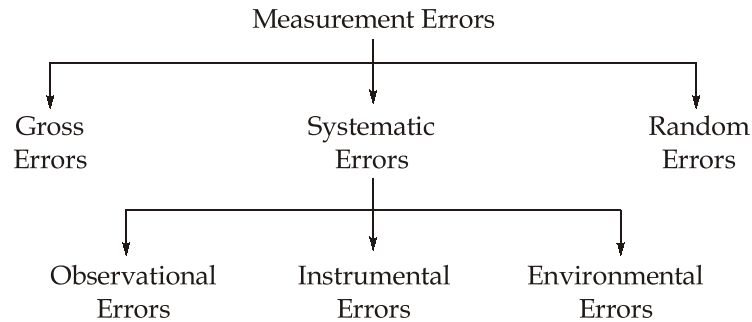 Measurement Errors
Gross
Errors
Systematic
Errors
Random
Errors
Observational
Errors
Instrumental
Errors
Environmental
Errors